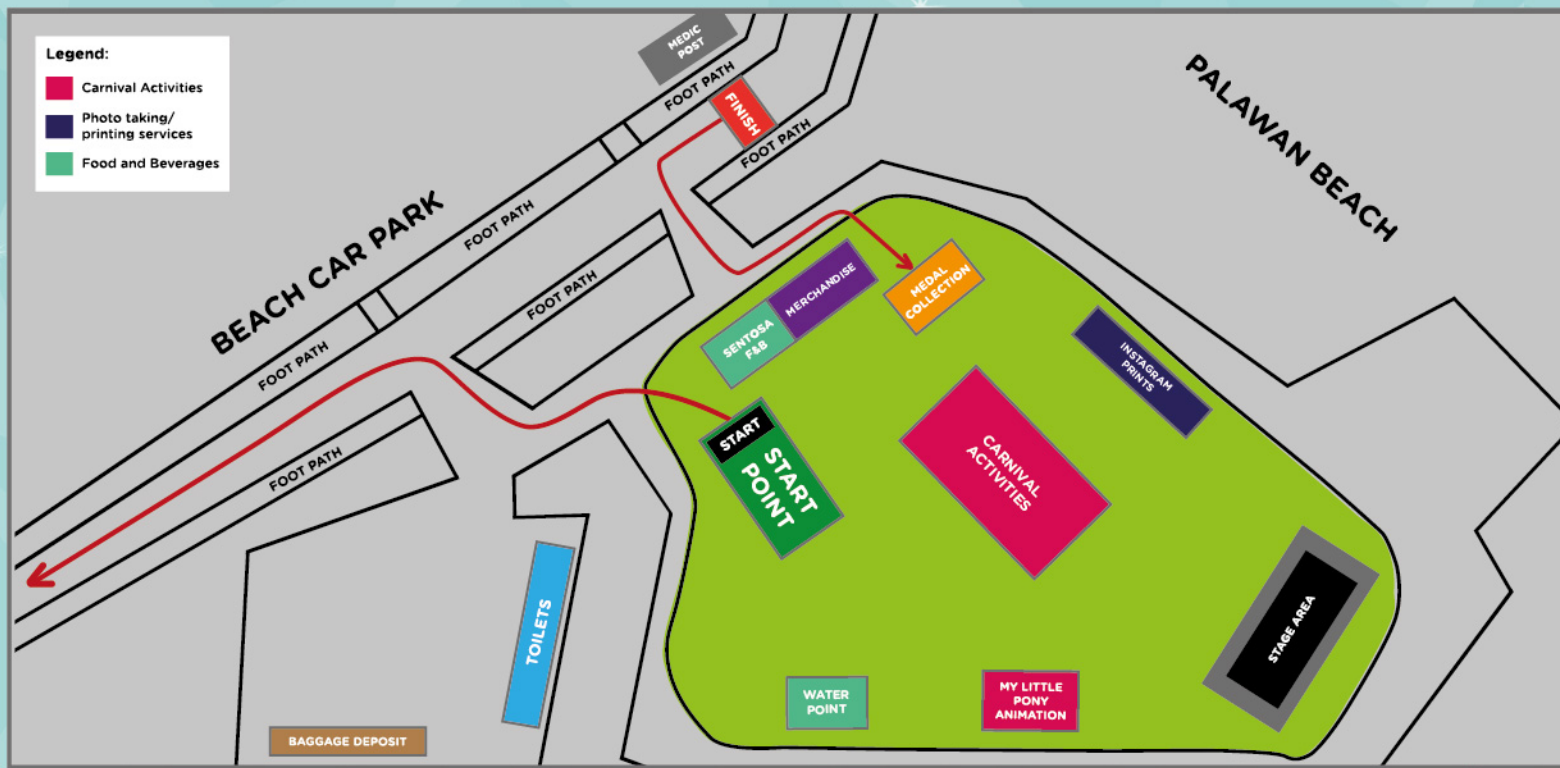 Legend:
Carnival Activities
Photo taking/
printing services
Food and Beverages
MEDIC
POST
FOOT PATH
FINISH
FOOT PATH
PALAWAN BEACH
BEACH CAR PARK
FOOT PATH
FOOT PATH
FOOT PATH
FOOT PATH
SENTOSA
F&B
MERCHANDISE
MEDAL
COLLECTION
INSTAGRAM
PRINTS
START
START
POINT
CARNIVAL
ACTIVITIES
STAGE AREA
TOILETS
WATER
POINT
MY LITTLE
PONY
ANIMATION
BAGGAGE DEPOSIT